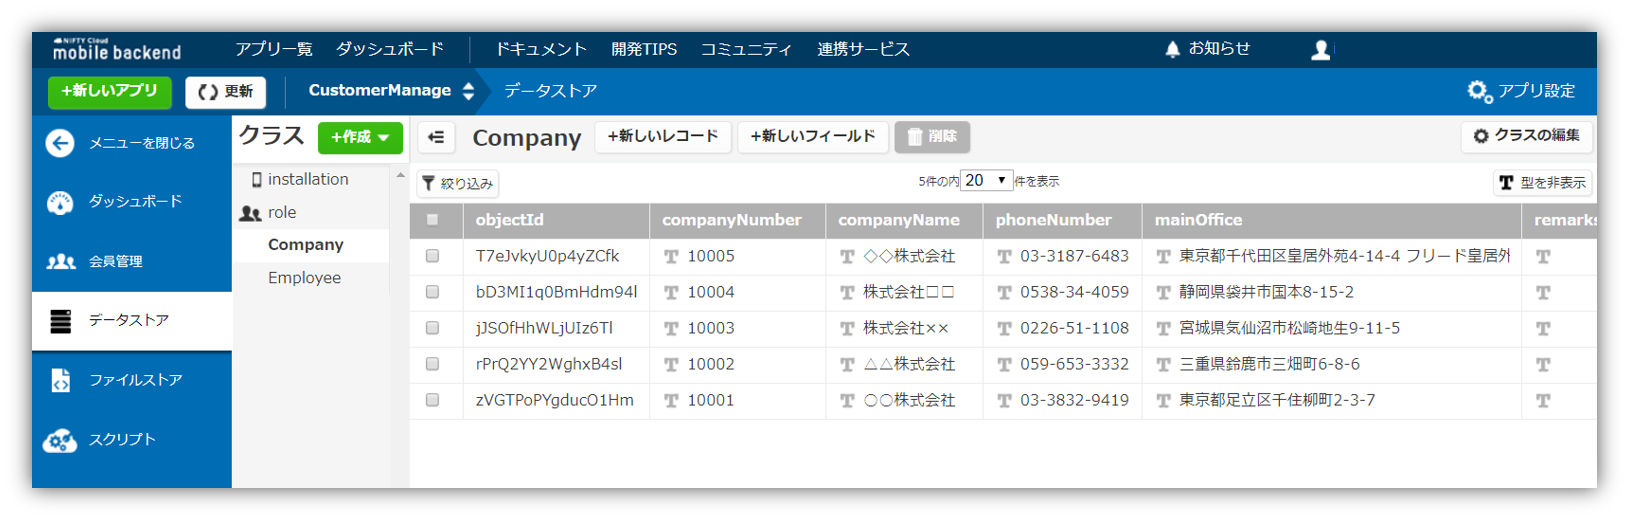 NIFTY Cloud
mobile backend アプリ一覧 ダッシュボード ドキュメント 開発TIPS コミュニティ 連携サービス お知らせ
+新しいアプリ 更新 CustomerManage データストア アプリ設定
メニューを閉じる
ダッシュボード
会員管理
データストア
ファイルストア
スクリプト
クラス +作成
installation
role
Company
Employee
Company +新しいレコード +新しいフィールド 削除 クラスの編集
絞り込み 5件の内 20 件を表示 型を非表示
objectId companyNumber companyName phoneNumber mainOffice remarks
T7eJvkyU0p4yZCfk 10005 ◇◇株式会社 03-3187-6483 東京都千代田区皇居外苑4-14-4 フリード皇居外
bD3MI1q0BmHdm94l 10004 株式会社□□ 0538-34-4059 静岡県袋井市国本8-15-2
jJSOfHhWLjUIz6Tl 10003 株式会社×× 0226-51-1108 宮城県気仙沼市松崎地生9-11-5
rPrQ2YY2WghxB4sl 10002 △△株式会社 059-653-3332 三重県鈴鹿市三畑町6-8-6
zVGTPoPYgducO1Hm 10001 ○○株式会社 03-3832-9419 東京都足立区千住柳町2-3-7